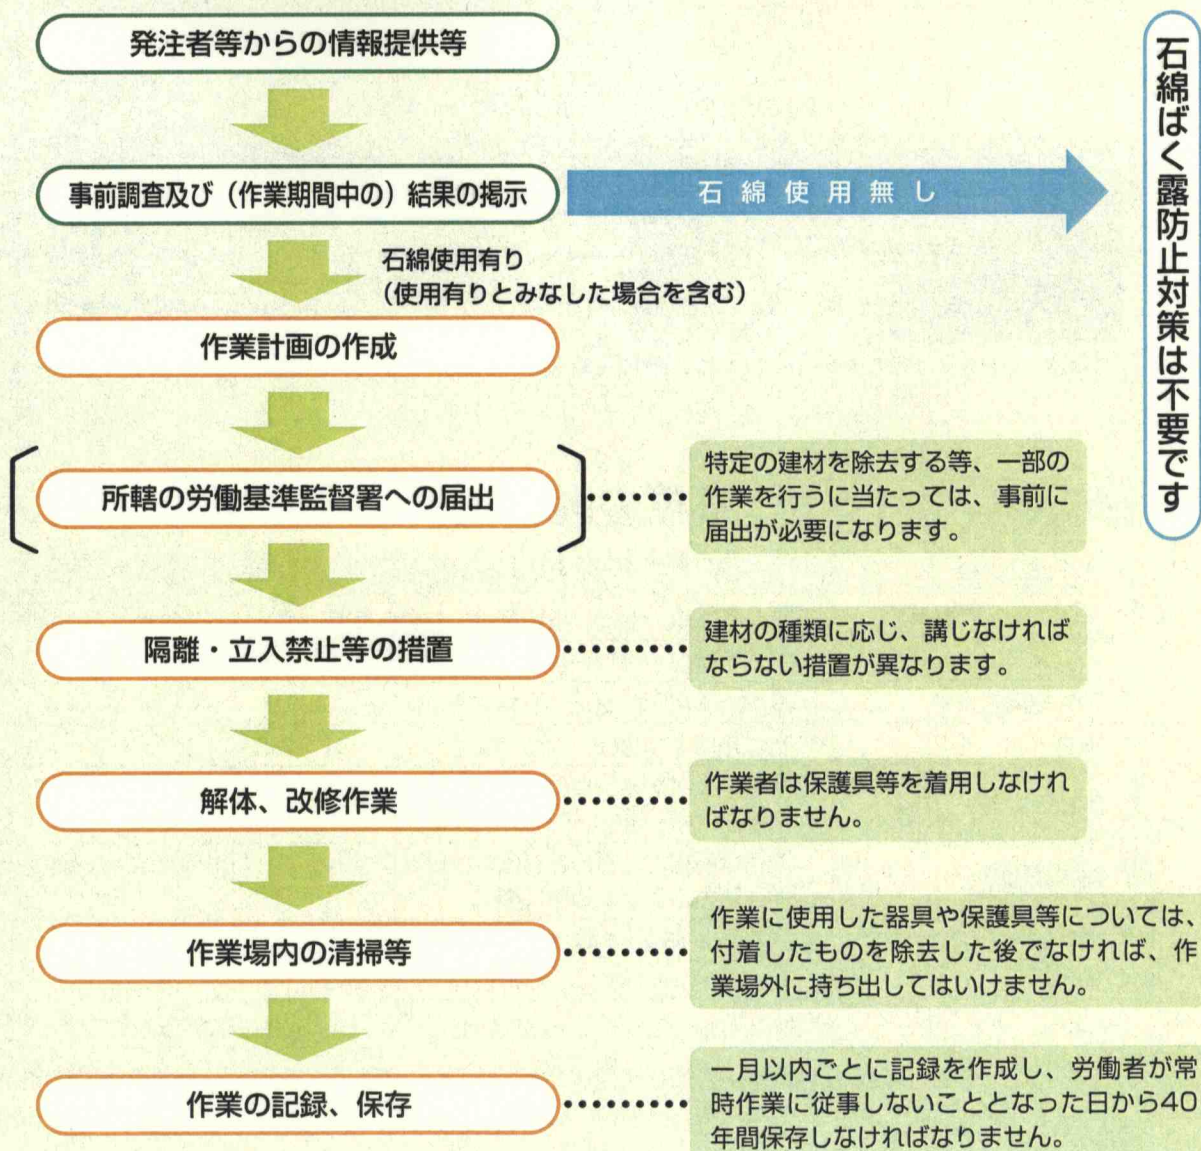 発注者等からの情報提供等
事前調査及び（作業期間中の）結果の掲示
石綿使用無し
石綿ばく露防止対策は不要です
石綿使用有り
（使用有りとみなした場合を含む）
作業計画の作成
所轄の労働基準監督署への届出
特定の建材を除去する等、一部の
作業を行うに当たっては、事前に
届出が必要になります。
隔離・立入禁止等の措置
建材の種類に応じ、講じなければ
ならない措置が異なります。
解体、改修作業
作業者は保護具等を着用しなけれ
ばなりません。
作業場内の清掃等
作業に使用した器具や保護具等については、
付着したものを除去した後でなければ、作
業場外に持ち出してはいけません。
作業の記録、保存
一月以内ごとに記録を作成し、労働者が常
時作業に従事しないこととなった日から40
年間保存しなければなりません。